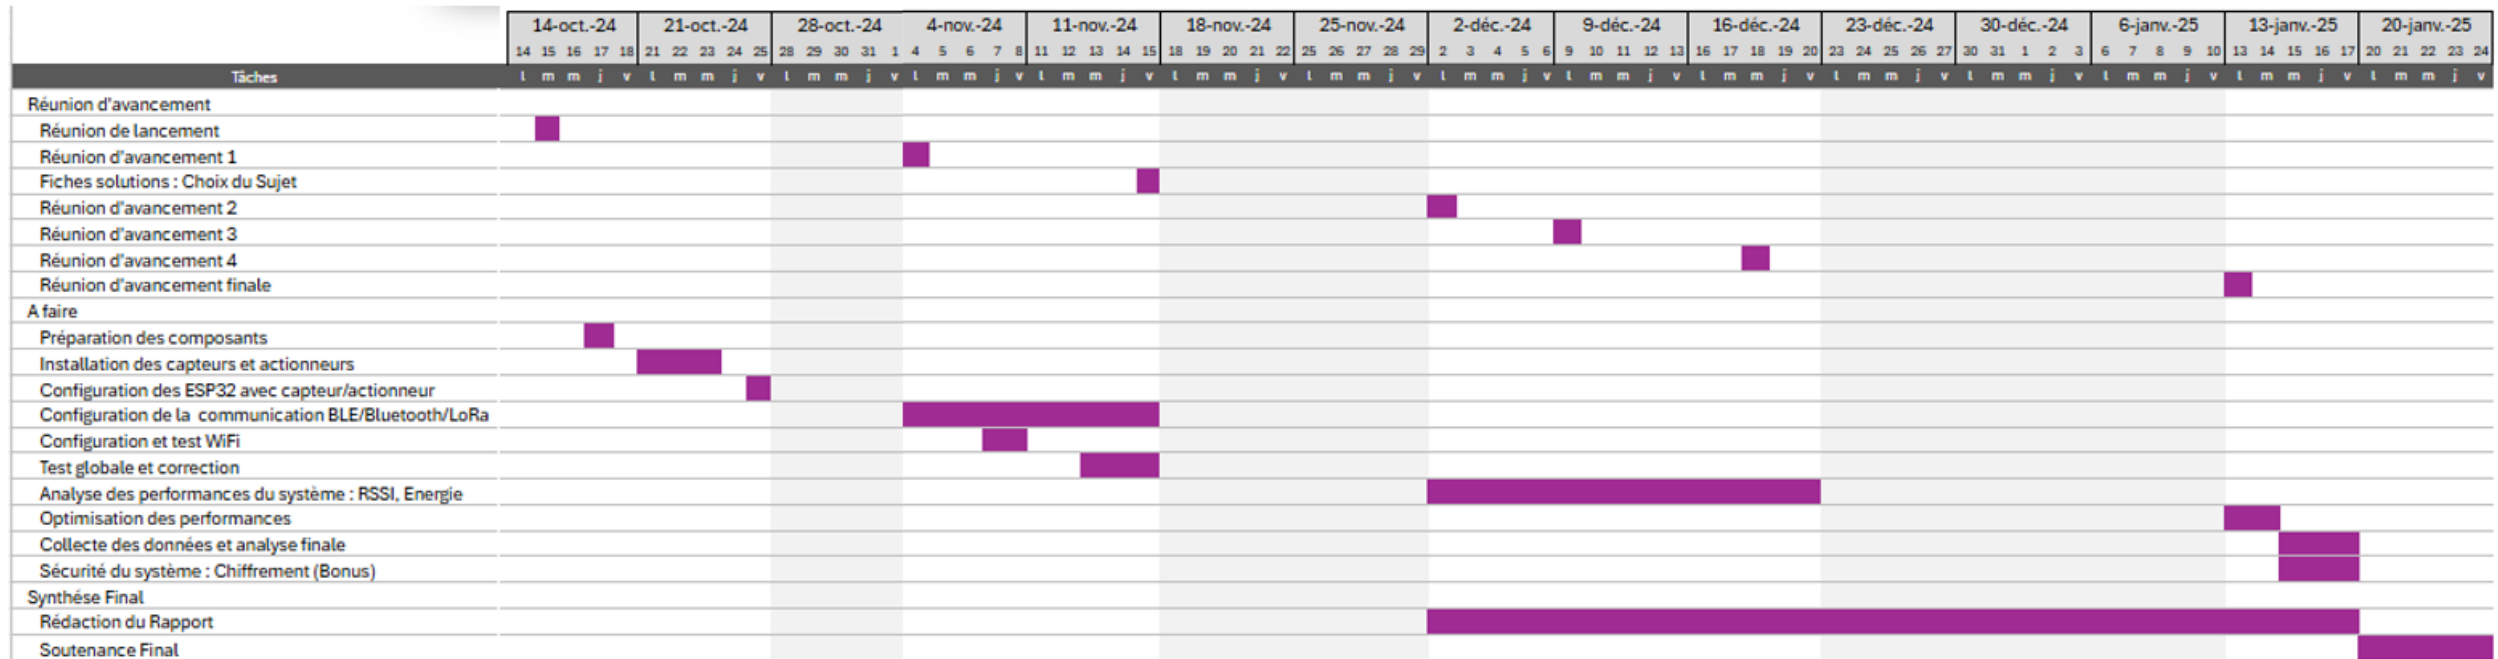 14-oct.-24 21-oct.-24 28-oct.-24 4-nov.-24 11-nov.-24 18-nov.-24 25-nov.-24 2-déc.-24 9-déc.-24 16-déc.-24 23-déc.-24 30-déc.-24 6-janv.-25 13-janv.-25 20-janv.-25
14 15 16 17 18 21 22 23 24 25 28 29 30 31 1 4 5 6 7 8 11 12 13 14 15 18 19 20 21 22 25 26 27 28 29 2 3 4 5 6 9 10 11 12 13 16 17 18 19 20 23 24 25 26 27 30 31 1 2 3 6 7 8 9 10 13 14 15 16 17 20 21 22 23 24
Tâches l m m j v l m m j v l m m j v l m m j v l m m j v l m m j v l m m j v l m m j v l m m j v l m m j v l m m j v l m m j v l m m j v l m m j v l m m j v
Réunion d'avancement
Réunion de lancement
Réunion d'avancement 1
Fiches solutions : Choix du Sujet
Réunion d'avancement 2
Réunion d'avancement 3
Réunion d'avancement 4
Réunion d'avancement finale
A faire
Préparation des composants
Installation des capteurs et actionneurs
Configuration des ESP32 avec capteur/actionneur
Configuration de la communication BLE/Bluetooth/LoRa
Configuration et test WiFi
Test globale et correction
Analyse des performances du système : RSSI, Energie
Optimisation des performances
Collecte des données et analyse finale
Sécurité du système : Chiffrement (Bonus)
Synthése Final
Rédaction du Rapport
Soutenance Final